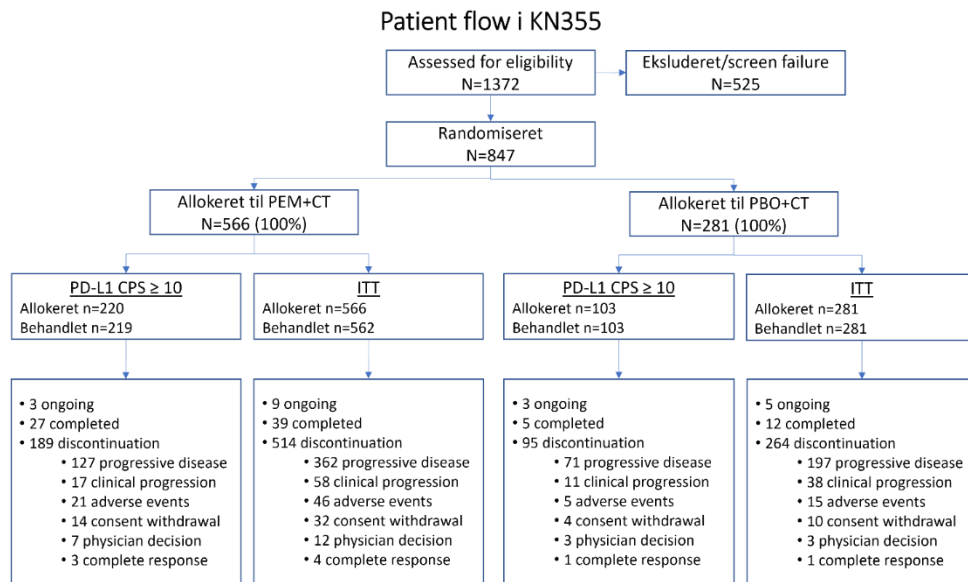 Patient flow i KN355
Assessed for eligibility
N=1372
Eksluderet/screen failure
N=525
Randomiseret
N=847
Allokeret til PEM+CT
N=566 (100%)
Allokeret til PBO+CT
N=281 (100%)
PD-L1 CPS ≥ 10
Allokeret n=220
Behandlet n=219
ITT
Allokeret n=566
Behandlet n=562
PD-L1 CPS ≥ 10
Allokeret n=103
Behandlet n=103
ITT
Allokeret n=281
Behandlet n=281
• 3 ongoing
• 27 completed
• 189 discontinuation
• 127 progressive disease
• 17 clinical progression
• 21 adverse events
• 14 consent withdrawal
• 7 physician decision
• 3 complete response
• 9 ongoing
• 39 completed
• 514 discontinuation
• 362 progressive disease
• 58 clinical progression
• 46 adverse events
• 32 consent withdrawal
• 12 physician decision
• 4 complete response
• 3 ongoing
• 5 completed
• 95 discontinuation
• 71 progressive disease
• 11 clinical progression
• 5 adverse events
• 4 consent withdrawal
• 3 physician decision
• 1 complete response
• 5 ongoing
• 12 completed
• 264 discontinuation
• 197 progressive disease
• 38 clinical progression
• 15 adverse events
• 10 consent withdrawal
• 3 physician decision
• 1 complete response